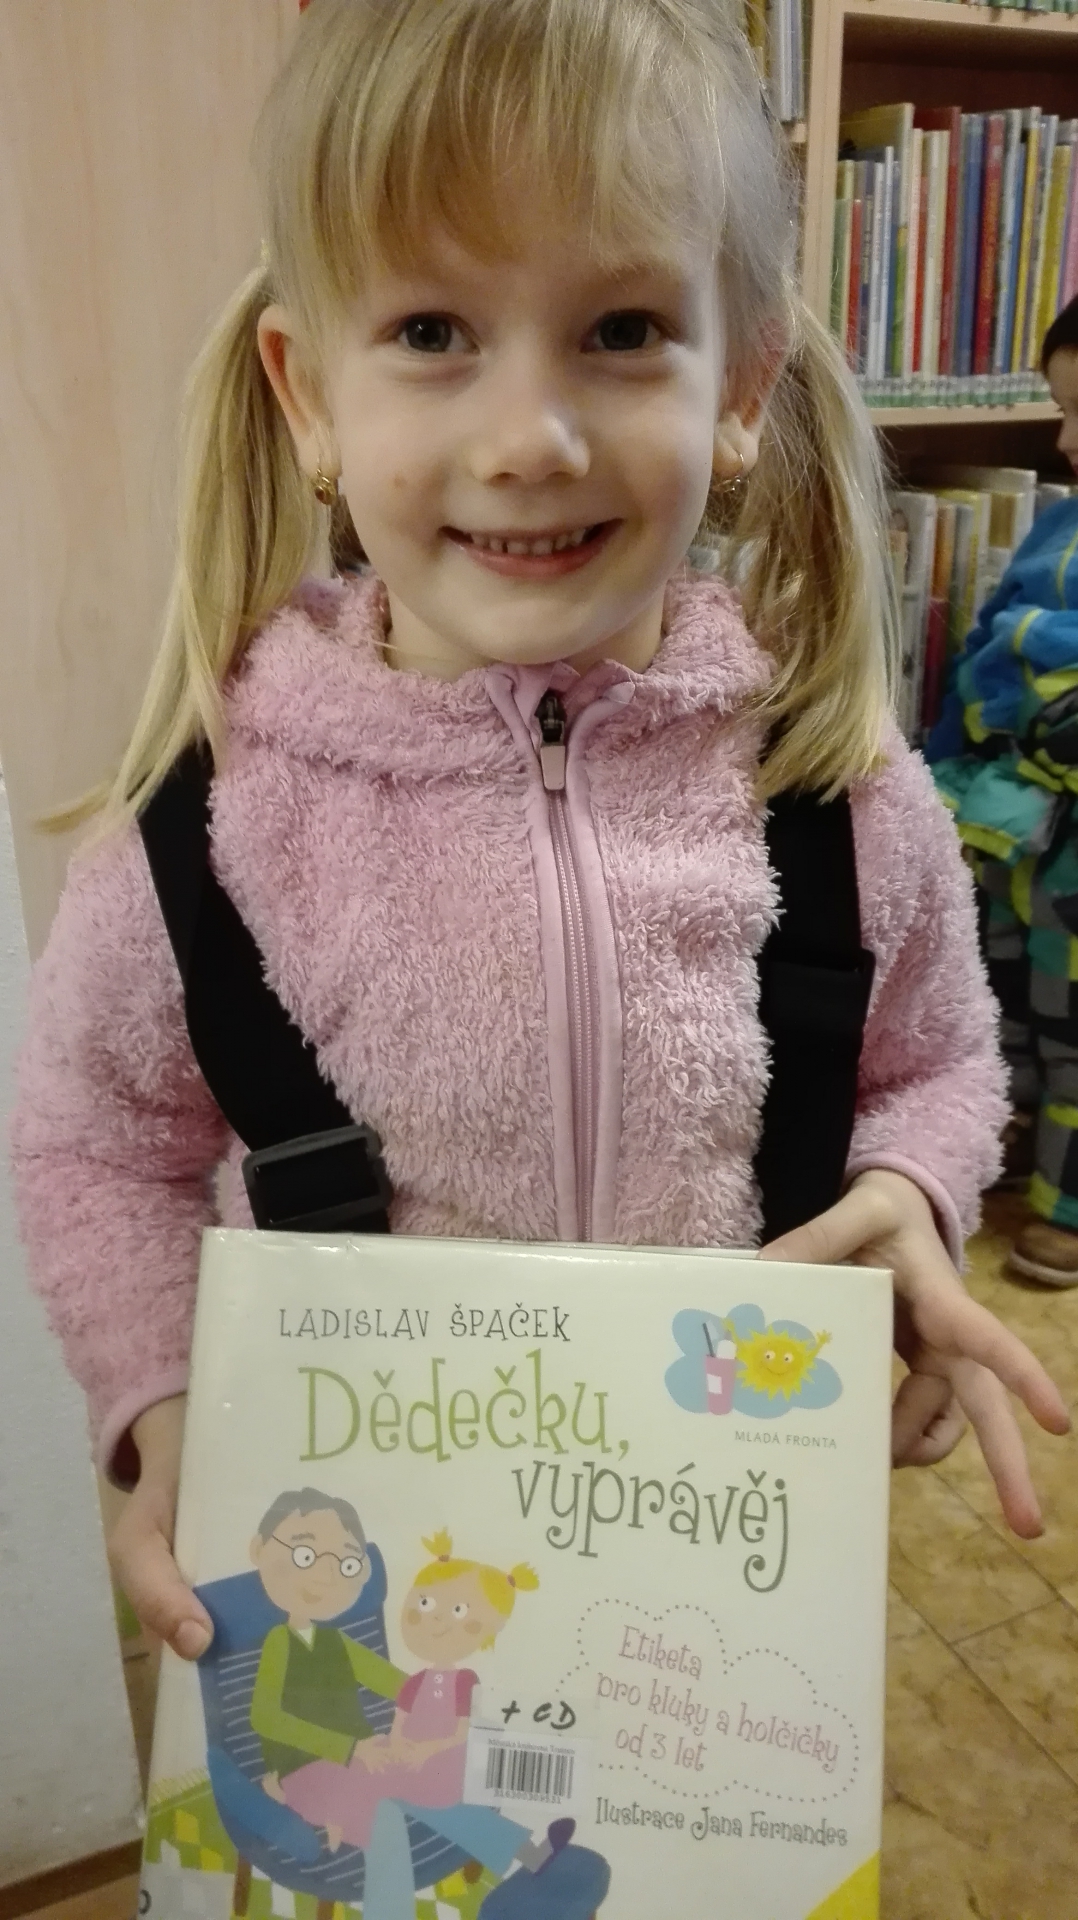 LADISLAV ŠPAČEK
Dědečku,
vyprávěj
MLADÁ FRONTA
Etiketa
pro kluky a holčičky
od 3 let
+ CD
Ilustrace Jana Fernandes